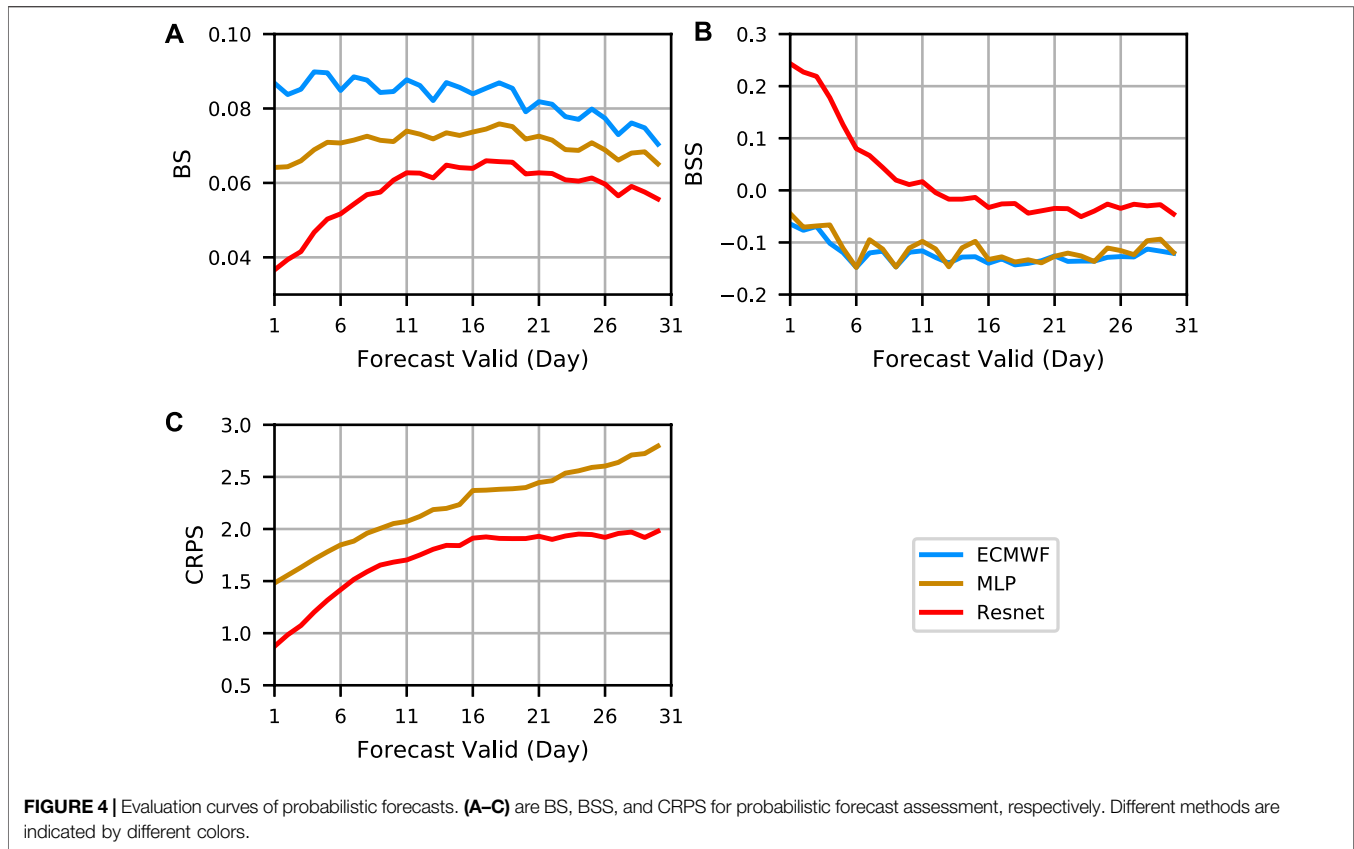 A
BS
0.10
0.08
0.06
0.04
1 6 11 16 21 26 31
Forecast Valid (Day)
B
BSS
0.3
0.2
0.1
0.0
−0.1
−0.2
1 6 11 16 21 26 31
Forecast Valid (Day)
C
CRPS
3.0
2.5
2.0
1.5
1.0
0.5
1 6 11 16 21 26 31
Forecast Valid (Day)
ECMWF
MLP
Resnet
FIGURE 4 | Evaluation curves of probabilistic forecasts. (A–C) are BS, BSS, and CRPS for probabilistic forecast assessment, respectively. Different methods are
indicated by different colors.